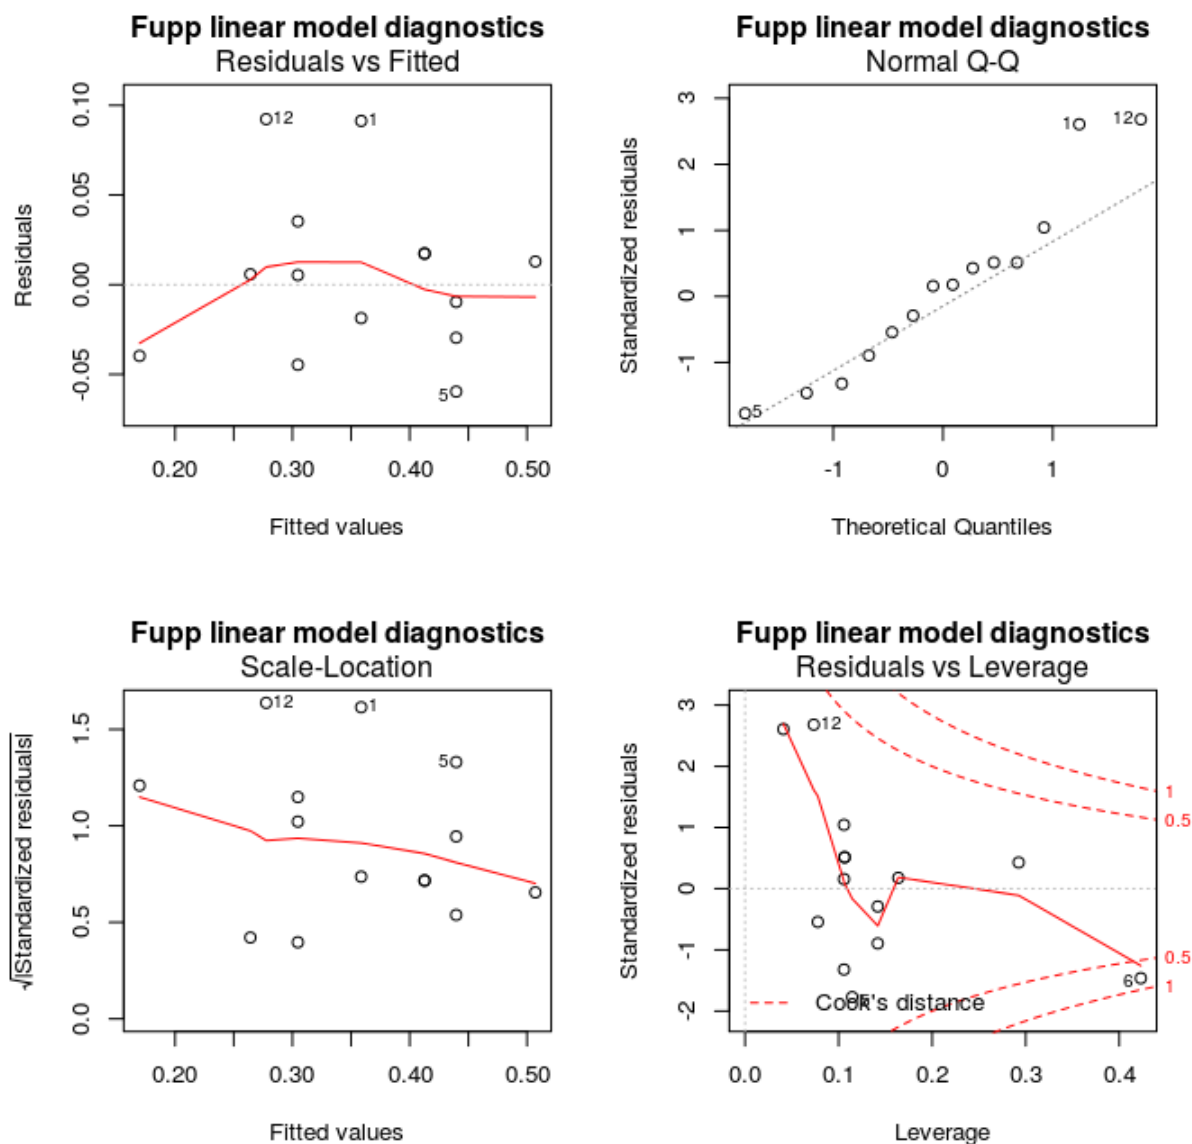 Fupp linear model diagnostics
Residuals vs Fitted
Residuals
0.10
0.05
0.00
-0.05
12
1
5
0.20 0.30 0.40 0.50
Fitted values
Fupp linear model diagnostics
Normal Q-Q
Standardized residuals
3
2
1
0
-1
1
12
5
-1 0 1
Theoretical Quantiles
Fupp linear model diagnostics
Scale-Location
√|Standardized residuals|
1.5
1.0
0.5
0.0
12
1
5
0.20 0.30 0.40 0.50
Fitted values
Fupp linear model diagnostics
Residuals vs Leverage
Standardized residuals
3
2
1
0
-1
-2
12
1
0.5
0.5
6
1
Cook's distance
0.0 0.1 0.2 0.3 0.4
Leverage